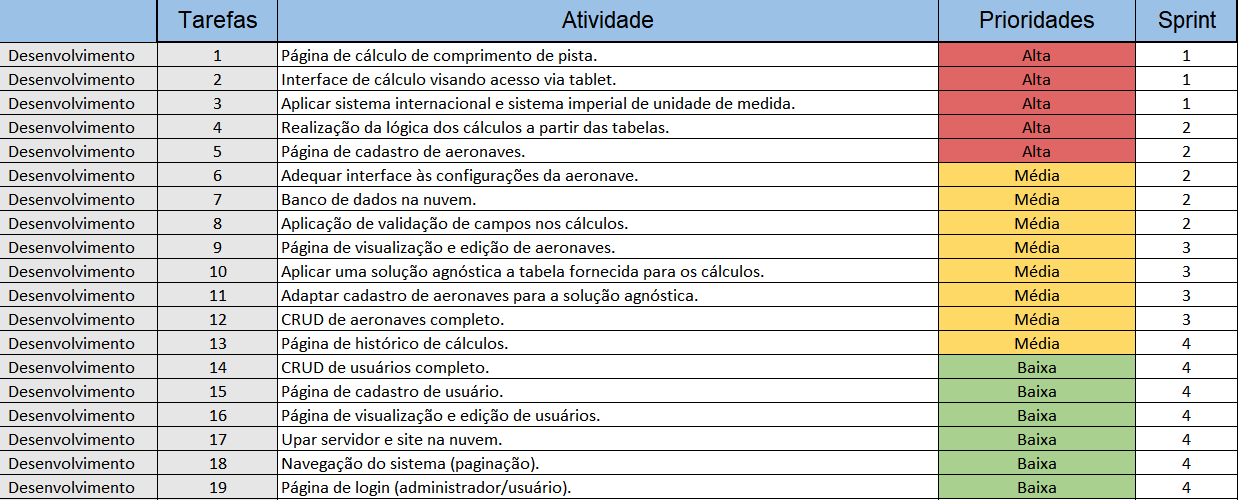 Tarefas Atividade Prioridades Sprint
Desenvolvimento 1 Página de cálculo de comprimento de pista. Alta 1
Desenvolvimento 2 Interface de cálculo visando acesso via tablet. Alta 1
Desenvolvimento 3 Aplicar sistema internacional e sistema imperial de unidade de medida. Alta 1
Desenvolvimento 4 Realização da lógica dos cálculos a partir das tabelas. Alta 2
Desenvolvimento 5 Página de cadastro de aeronaves. Alta 2
Desenvolvimento 6 Adequar interface às configurações da aeronave. Média 2
Desenvolvimento 7 Banco de dados na nuvem. Média 2
Desenvolvimento 8 Aplicação de validação de campos nos cálculos. Média 2
Desenvolvimento 9 Página de visualização e edição de aeronaves. Média 3
Desenvolvimento 10 Aplicar uma solução agnóstica a tabela fornecida para os cálculos. Média 3
Desenvolvimento 11 Adaptar cadastro de aeronaves para a solução agnóstica. Média 3
Desenvolvimento 12 CRUD de aeronaves completo. Média 3
Desenvolvimento 13 Página de histórico de cálculos. Média 4
Desenvolvimento 14 CRUD de usuários completo. Baixa 4
Desenvolvimento 15 Página de cadastro de usuário. Baixa 4
Desenvolvimento 16 Página de visualização e edição de usuários. Baixa 4
Desenvolvimento 17 Upar servidor e site na nuvem. Baixa 4
Desenvolvimento 18 Navegação do sistema (paginação). Baixa 4
Desenvolvimento 19 Página de login (administrador/usuário). Baixa 4